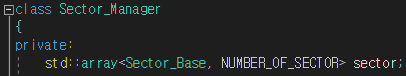 class Sector_Manager
{
private:
    std::array<Sector_Base, NUMBER_OF_SECTOR> sector;